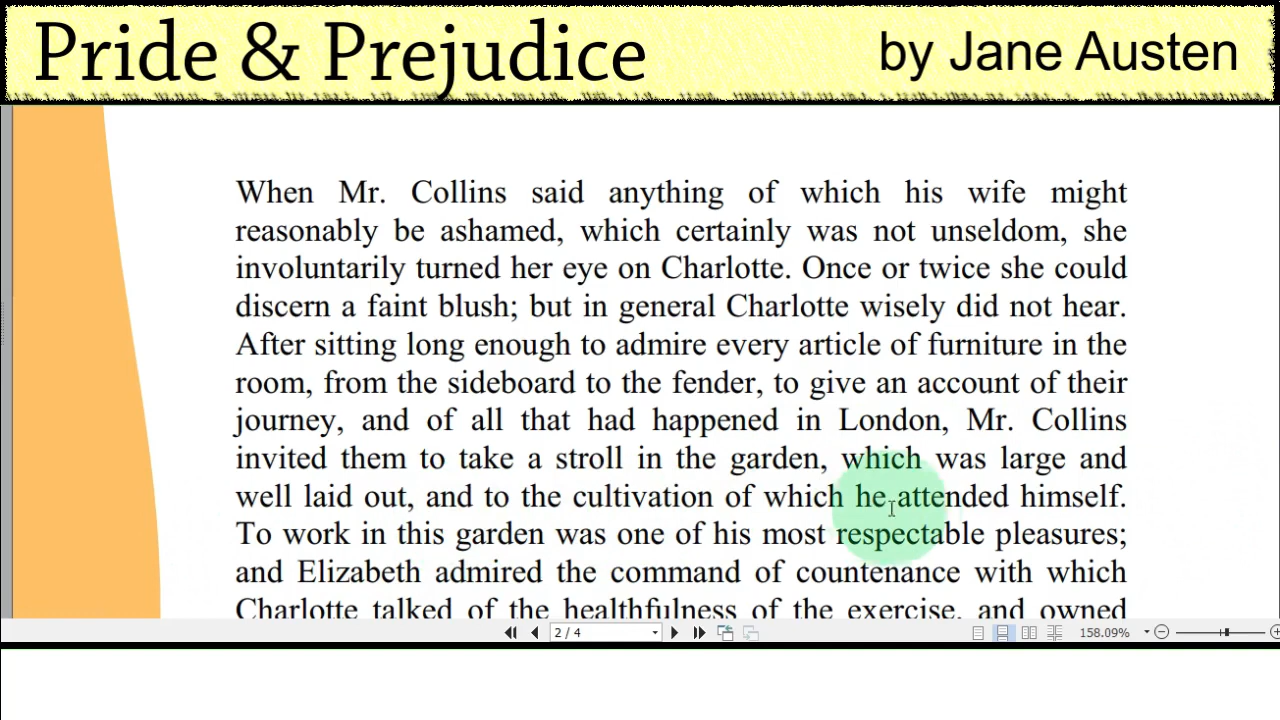 Pride & Prejudice
by Jane Austen
When Mr. Collins said anything of which his wife might
reasonably be ashamed, which certainly was not unseldom, she
involuntarily turned her eye on Charlotte. Once or twice she could
discern a faint blush; but in general Charlotte wisely did not hear.
After sitting long enough to admire every article of furniture in the
room, from the sideboard to the fender, to give an account of their
journey, and of all that had happened in London, Mr. Collins
invited them to take a stroll in the garden, which was large and
well laid out, and to the cultivation of which he attended himself.
To work in this garden was one of his most respectable pleasures;
and Elizabeth admired the command of countenance with which
Charlotte talked of the healthfulness of the exercise, and owned
2 / 4
158.09%